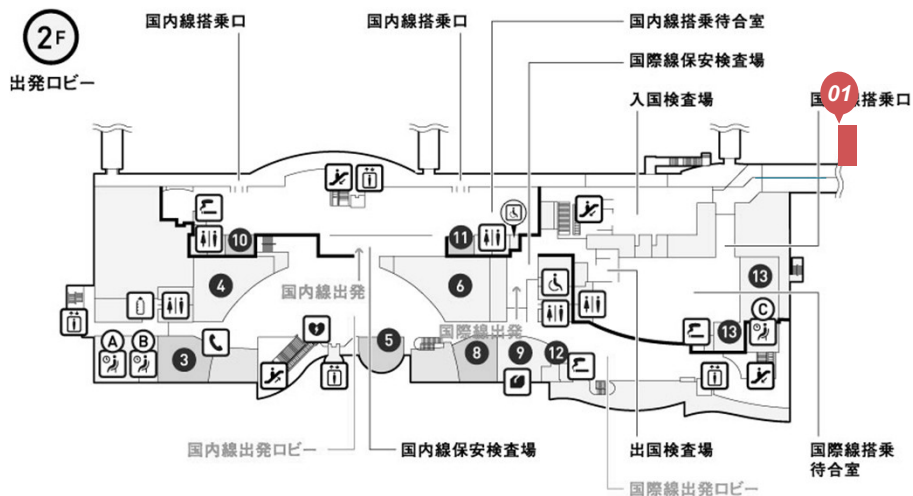 2F
出発ロビー
国内線搭乗口
国内線搭乗口
国内線搭乗待合室
国際線保安検査場
入国検査場
01
線搭乗口
10
11
4
6
13
国内線出発
国際線出発
C
A
B
3
5
8
9
12
13
国内線出発ロビー
国内線保安検査場
出国検査場
国際線搭乗
待合室
国際線出発ロビー